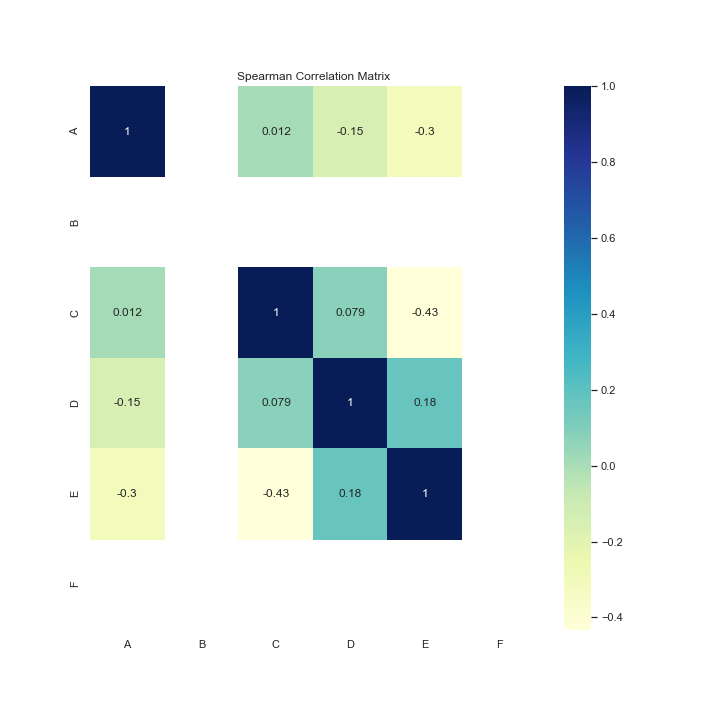 Spearman Correlation Matrix
A 1 0.012 -0.15 -0.3
B
C 0.012 1 0.079 -0.43
D -0.15 0.079 1 0.18
E -0.3 -0.43 0.18 1
F
A B C D E F
1.0
0.8
0.6
0.4
0.2
0.0
−0.2
−0.4